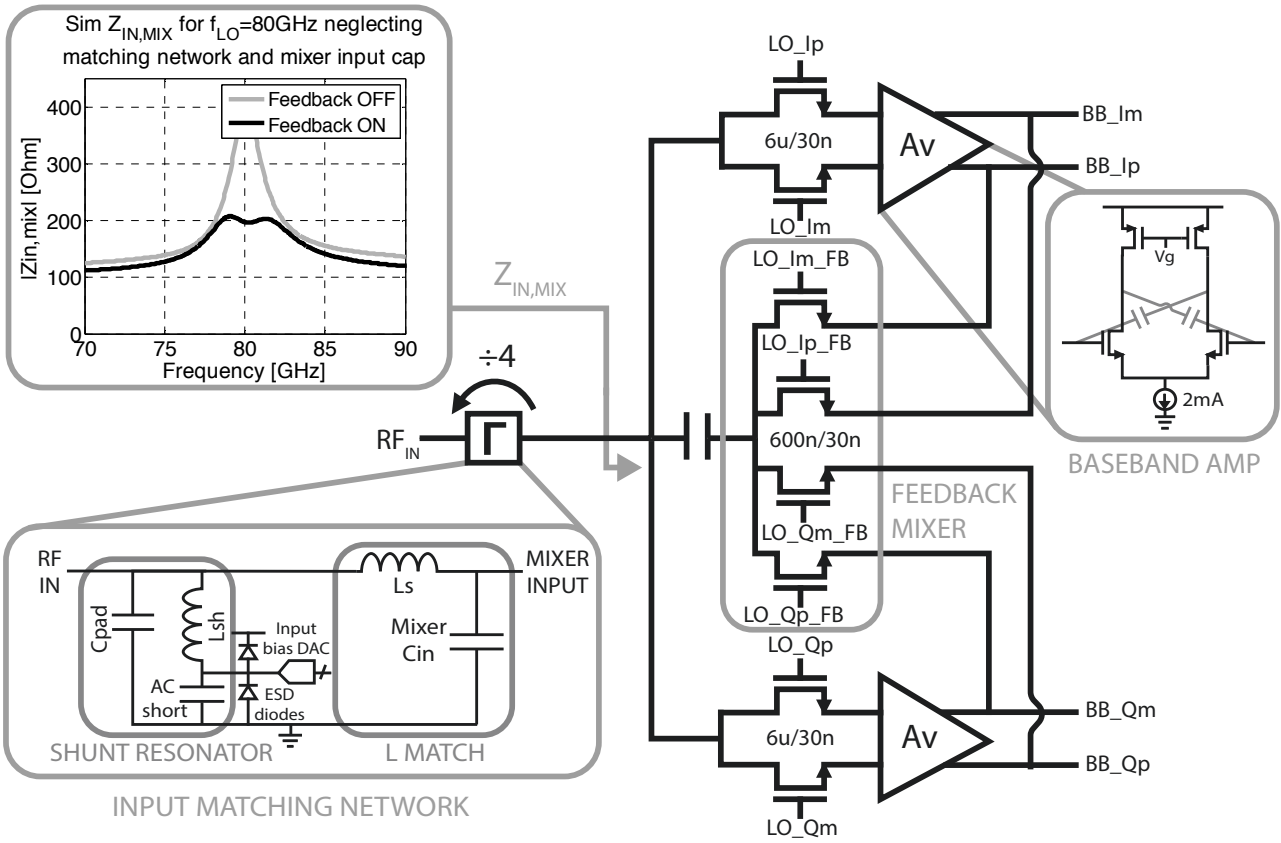 Sim Z_IN,MIX for f_LO=80GHz neglecting
matching network and mixer input cap
|Zin,mix| [Ohm]
400
300
200
100
0
Feedback OFF
Feedback ON
70 75 80 85 90
Frequency [GHz]
Z_IN,MIX
÷4
RF_IN
Γ
LO_Ip
6u/30n
LO_Im
Av
BB_Im
BB_Ip
Vg
2mA
BASEBAND AMP
LO_Im_FB
LO_Ip_FB
600n/30n
LO_Qm_FB
LO_Qp_FB
FEEDBACK
MIXER
LO_Qp
6u/30n
LO_Qm
Av
BB_Qm
BB_Qp
RF
IN
Cpad
Lsh
AC
short
Input
bias DAC
ESD
diodes
Ls
Mixer
Cin
MIXER
INPUT
SHUNT RESONATOR
L MATCH
INPUT MATCHING NETWORK